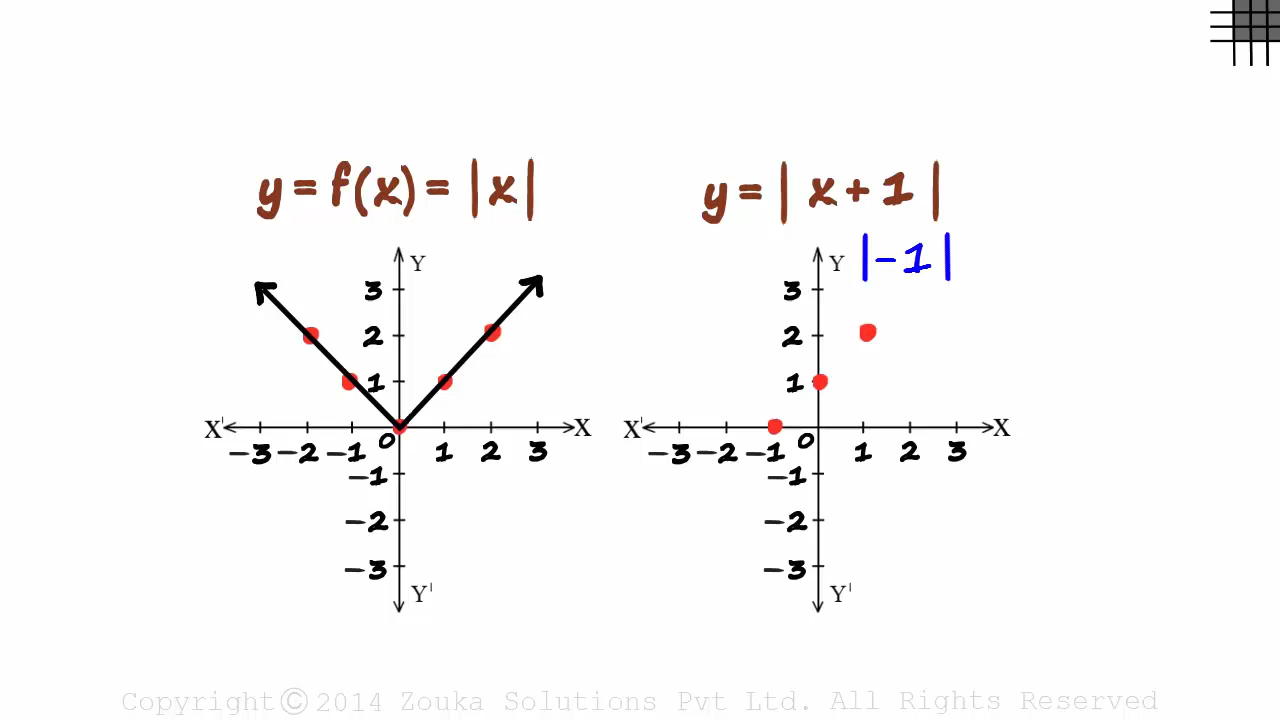 y = f(x) = |x|
y = | x + 1 |
|-1|
Y
3
2
1
X' X
0
-3 -2 -1 1 2 3
-1
-2
-3
Y'
Y
3
2
1
X' X
0
-3 -2 -1 1 2 3
-1
-2
-3
Y'
Copyright© 2014 Zouka Solutions Pvt Ltd. All Rights Reserved